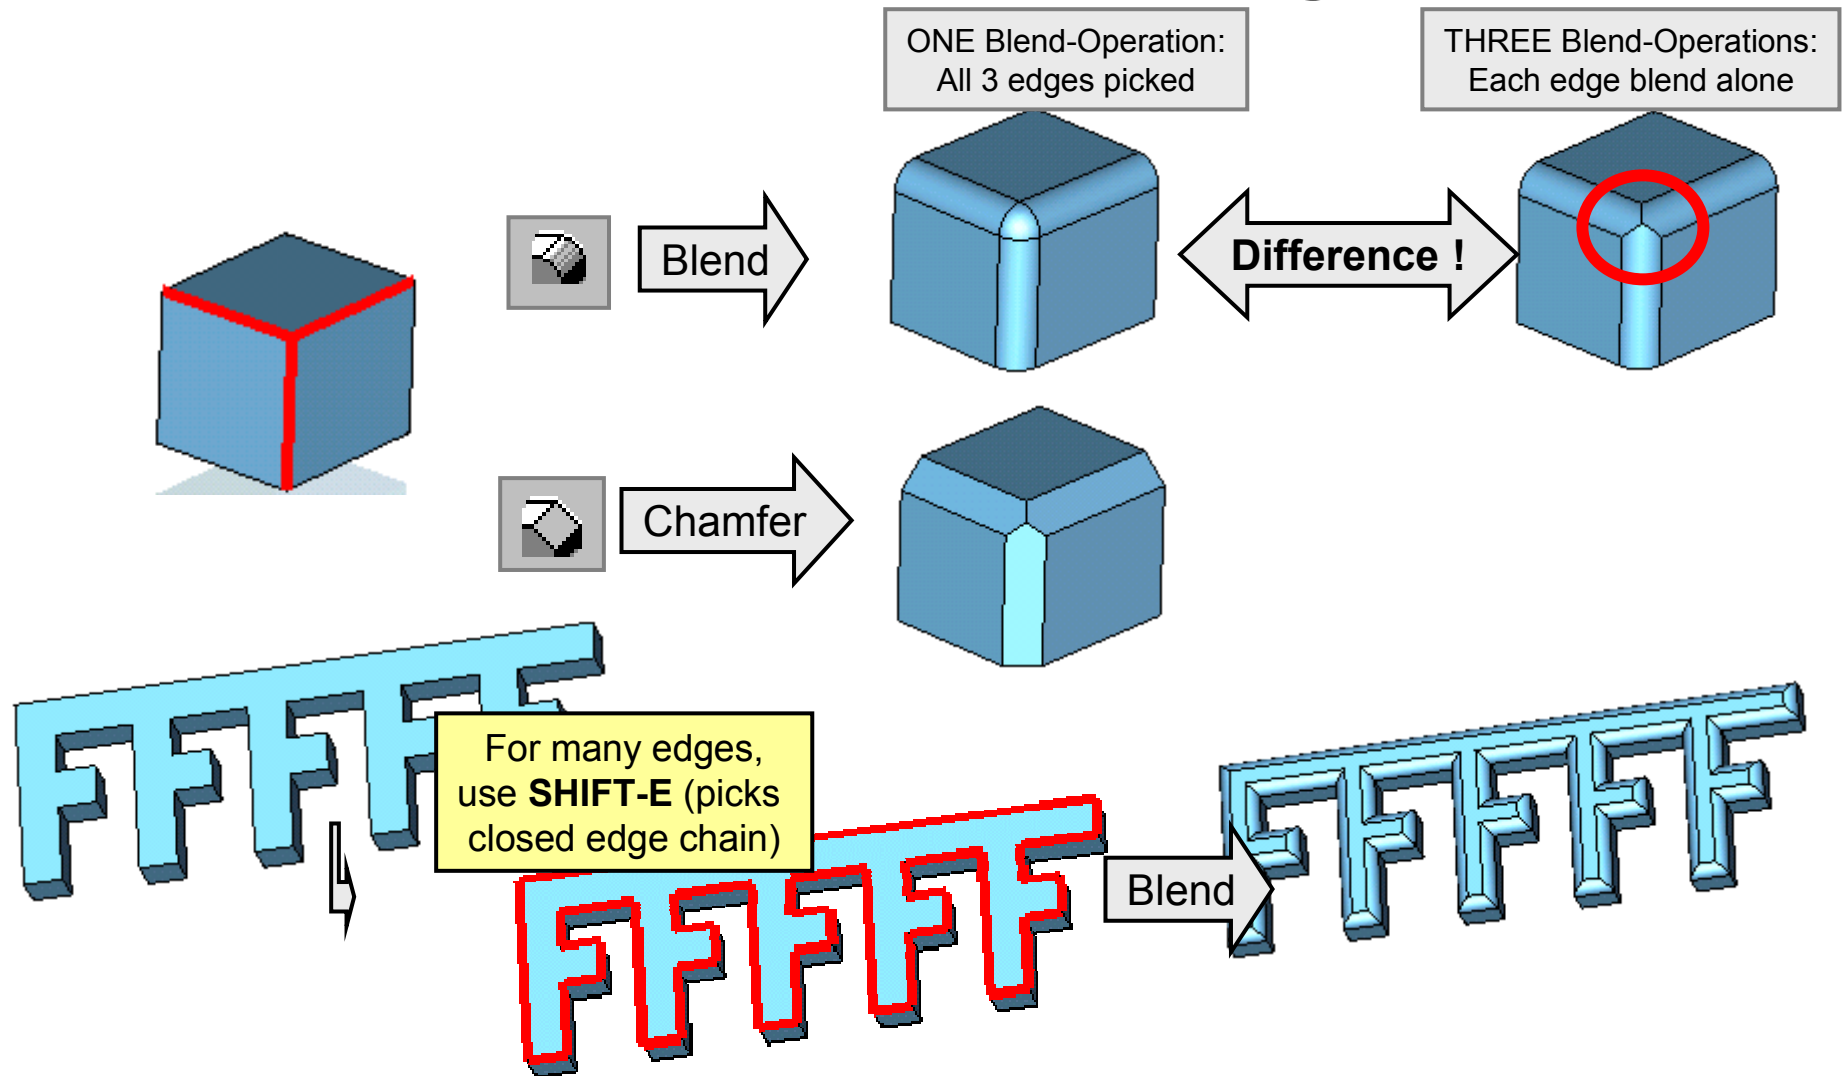 ONE Blend-Operation:
All 3 edges picked
THREE Blend-Operations:
Each edge blend alone
Blend
Difference !
Chamfer
For many edges,
use SHIFT-E (picks
closed edge chain)
Blend